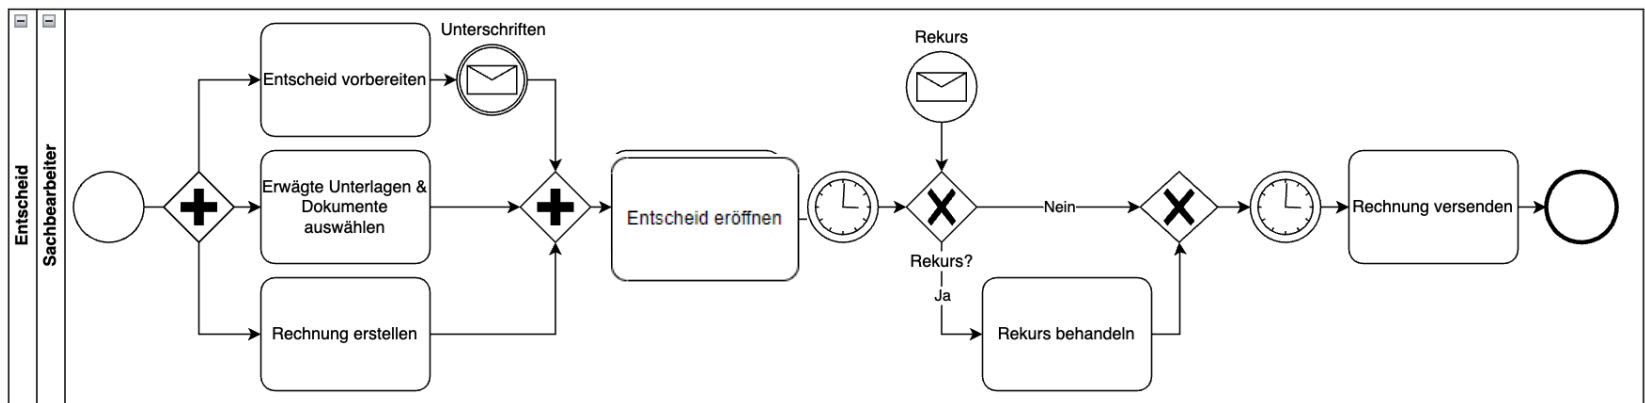 Entscheid
Sachbearbeiter
Unterschriften
Entscheid vorbereiten
Erwägte Unterlagen &
Dokumente
auswählen
Rechnung erstellen
Entscheid eröffnen
Rekurs
Rekurs?
Nein
Ja
Rekurs behandeln
Rechnung versenden